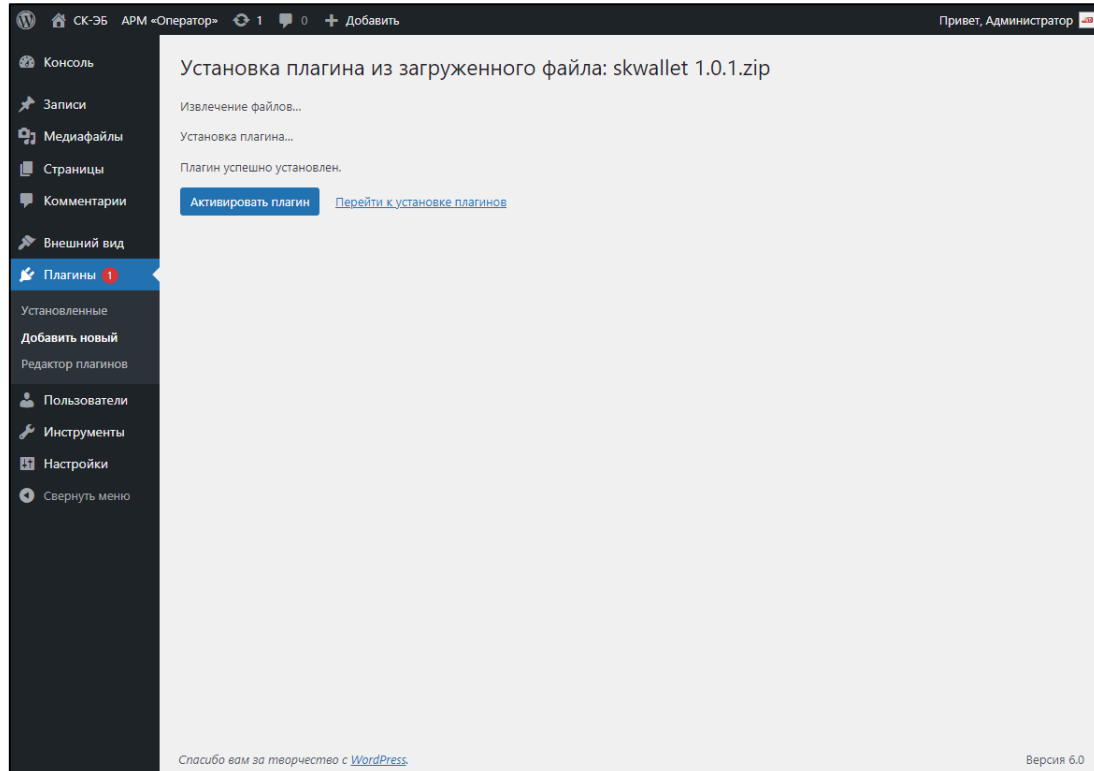 СК-ЭБ АРМ «Оператор» 1 0 + Добавить Привет, Администратор
Консоль
Записи
Медиафайлы
Страницы
Комментарии
Внешний вид
Плагины 1
Установленные
Добавить новый
Редактор плагинов
Пользователи
Инструменты
Настройки
Свернуть меню
Установка плагина из загруженного файла: skwallet 1.0.1.zip
Извлечение файлов…
Установка плагина…
Плагин успешно установлен.
Активировать плагин Перейти к установке плагинов
Спасибо вам за творчество с WordPress. Версия 6.0